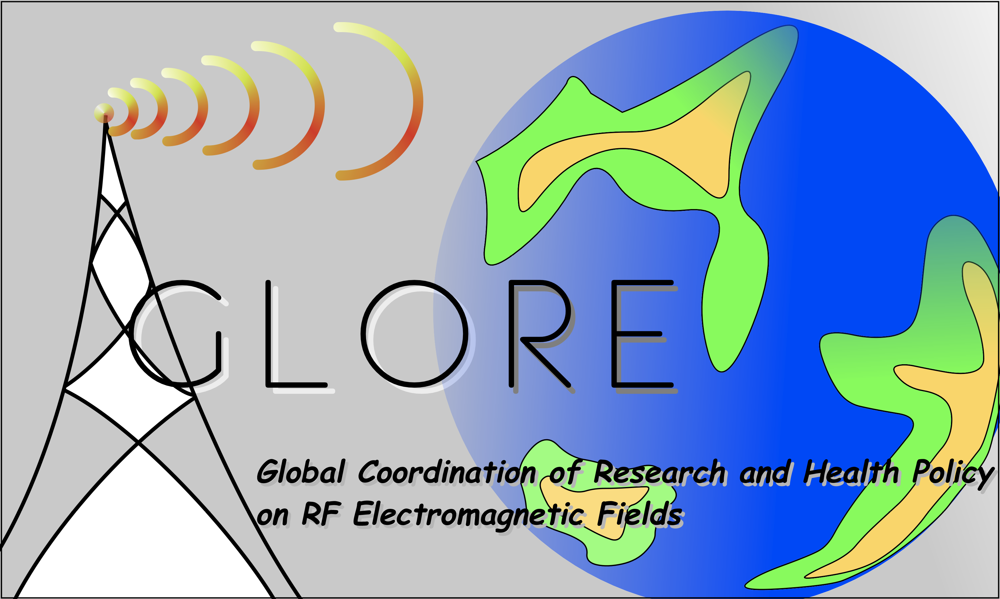 GLORE
Global Coordination of Research and Health Policy
on RF Electromagnetic Fields